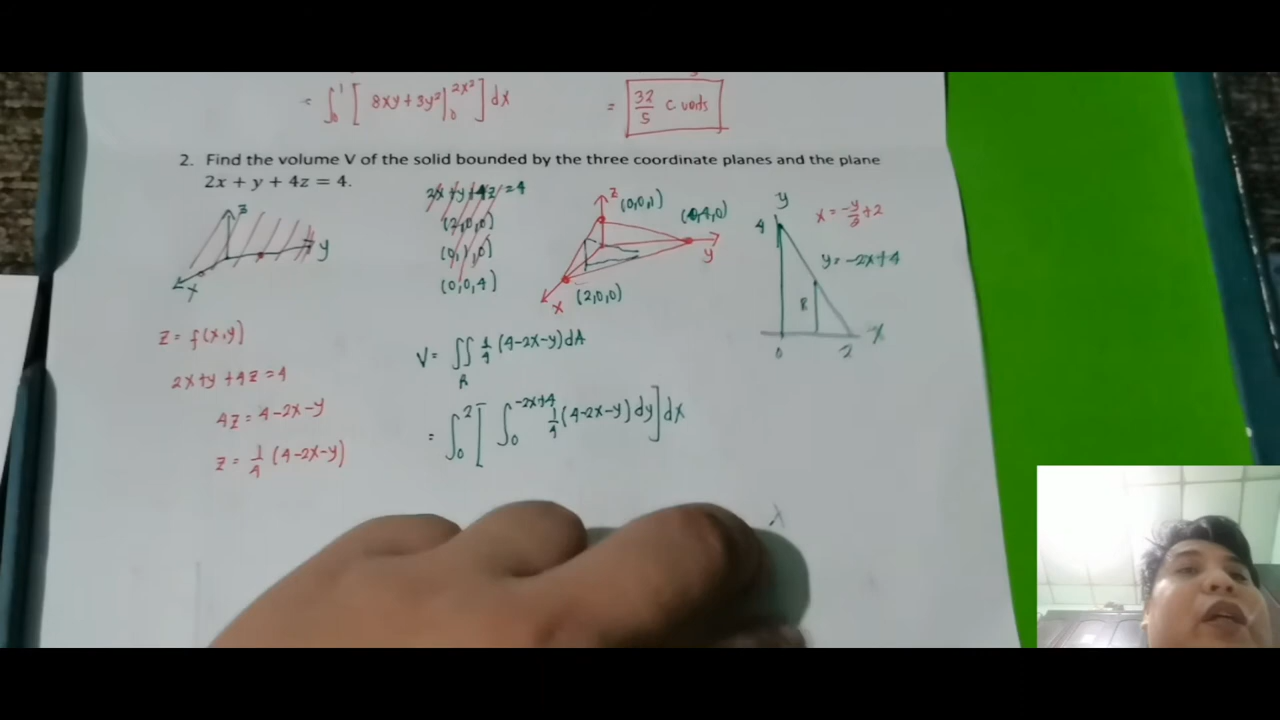 = ∫₀¹ [ 8xy + 3y² |₀^2x² ] dx
= 32/5 c. units
2. Find the volume V of the solid bounded by the three coordinate planes and the plane
2x + y + 4z = 4.
z
y
x
2x + y + 4z = 4
(2,0,0)
(0,1,0)
(0,0,4)
z
(0,0,1)
(0,4,0)
y
(2,0,0)
x
y
4
x = -y/2 + 2
y = -2x+4
R
0
2
x
z = f(x,y)
2x+y+4z=4
4z = 4-2x-y
z = 1/4 (4-2x-y)
V = ∬ 1/4 (4-2x-y) dA
R
= ∫₀² [ ∫₀^-2x+4 1/4 (4-2x-y) dy ] dx